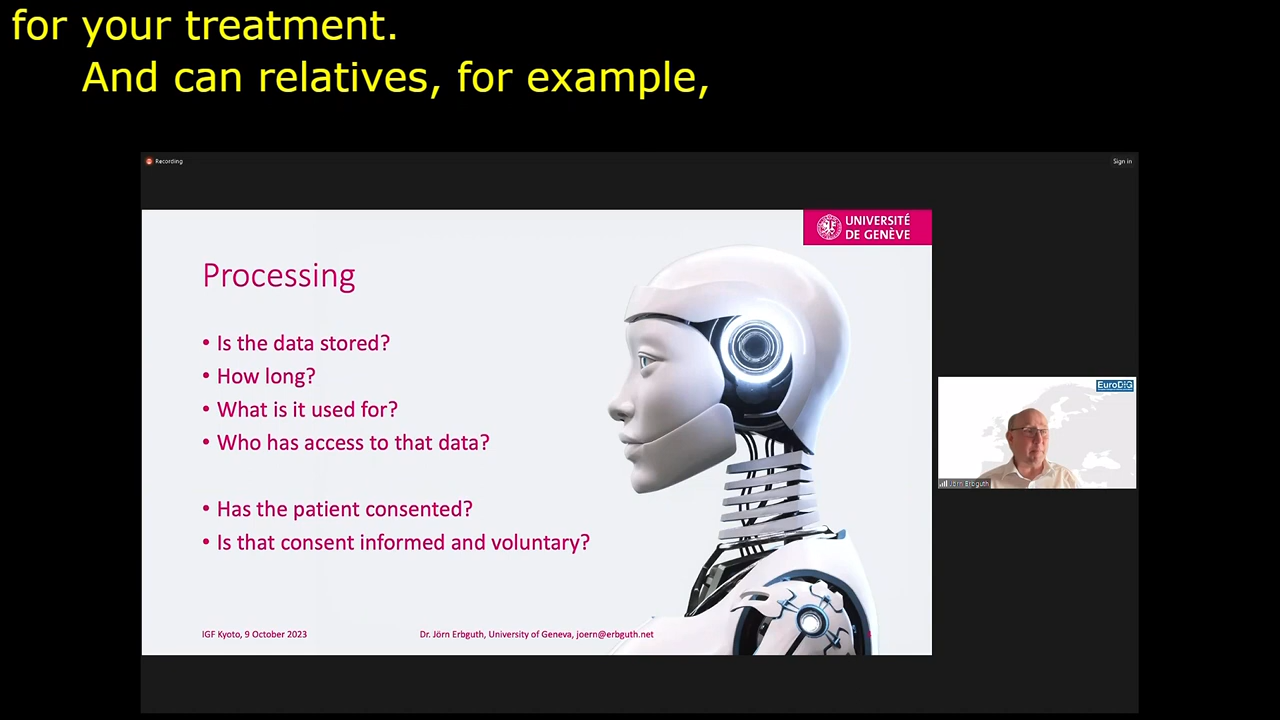 for your treatment.
And can relatives, for example,
Recording
Sign in
UNIVERSITÉ
DE GENÈVE
Processing
• Is the data stored?
• How long?
• What is it used for?
• Who has access to that data?
• Has the patient consented?
• Is that consent informed and voluntary?
EuroDIG
Jörn Erbguth
IGF Kyoto, 9 October 2023
Dr. Jörn Erbguth, University of Geneva, joern@erbguth.net